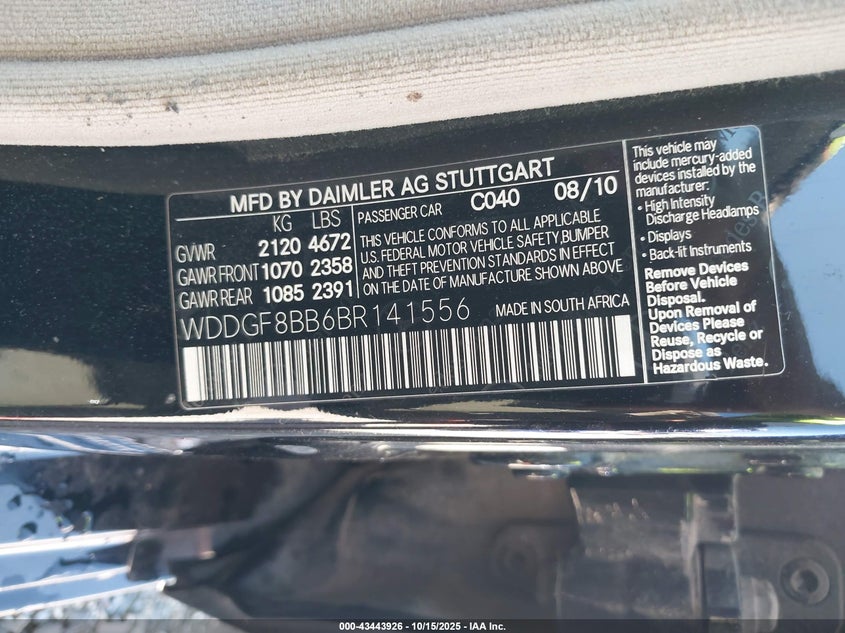 MFD BY DAIMLER AG STUTTGART
KG LBS
GVWR 2120 4672
GAWR FRONT 1070 2358
GAWR REAR 1085 2391
PASSENGER CAR C040 08/10
THIS VEHICLE CONFORMS TO ALL APPLICABLE
U.S. FEDERAL MOTOR VEHICLE SAFETY, BUMPER
AND THEFT PREVENTION STANDARDS IN EFFECT
ON THE DATE OF MANUFACTURE SHOWN ABOVE
WDDGF8BB6BR141556 MADE IN SOUTH AFRICA
This vehicle may
include mercury-added
devices installed by the
manufacturer:
• High Intensity
Discharge Headlamps
• Displays
• Back-lit Instruments
Remove Devices
Before Vehicle
Disposal.
Upon Removal of
Devices Please
Reuse, Recycle or
Dispose as
Hazardous Waste.
000-43443926 - 10/15/2025 - IAA Inc.